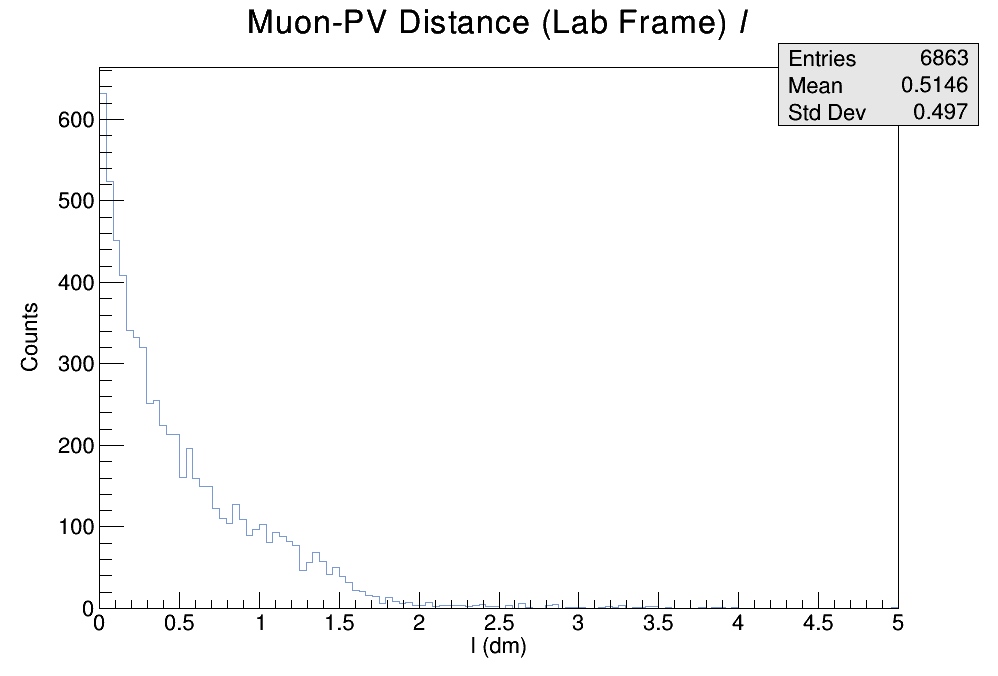 Muon-PV Distance (Lab Frame) l
Entries 6863
Mean 0.5146
Std Dev 0.497
600
500
400
300
200
100
0
Counts
0 0.5 1 1.5 2 2.5 3 3.5 4 4.5 5
l (dm)